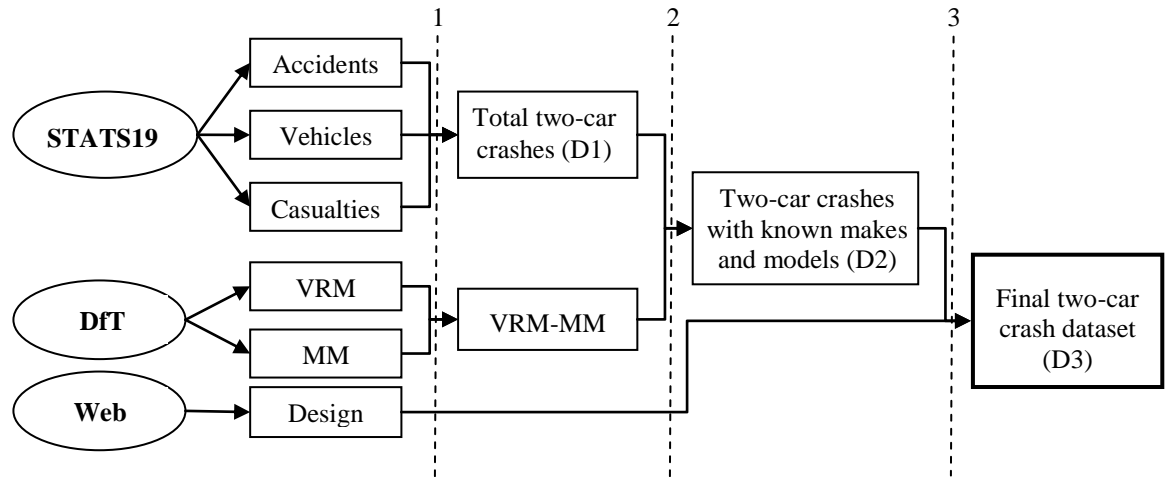 1
2
3
STATS19
Accidents
Vehicles
Casualties
Total two-car
crashes (D1)
Two-car crashes
with known makes
and models (D2)
DfT
VRM
MM
VRM-MM
Final two-car
crash dataset
(D3)
Web
Design